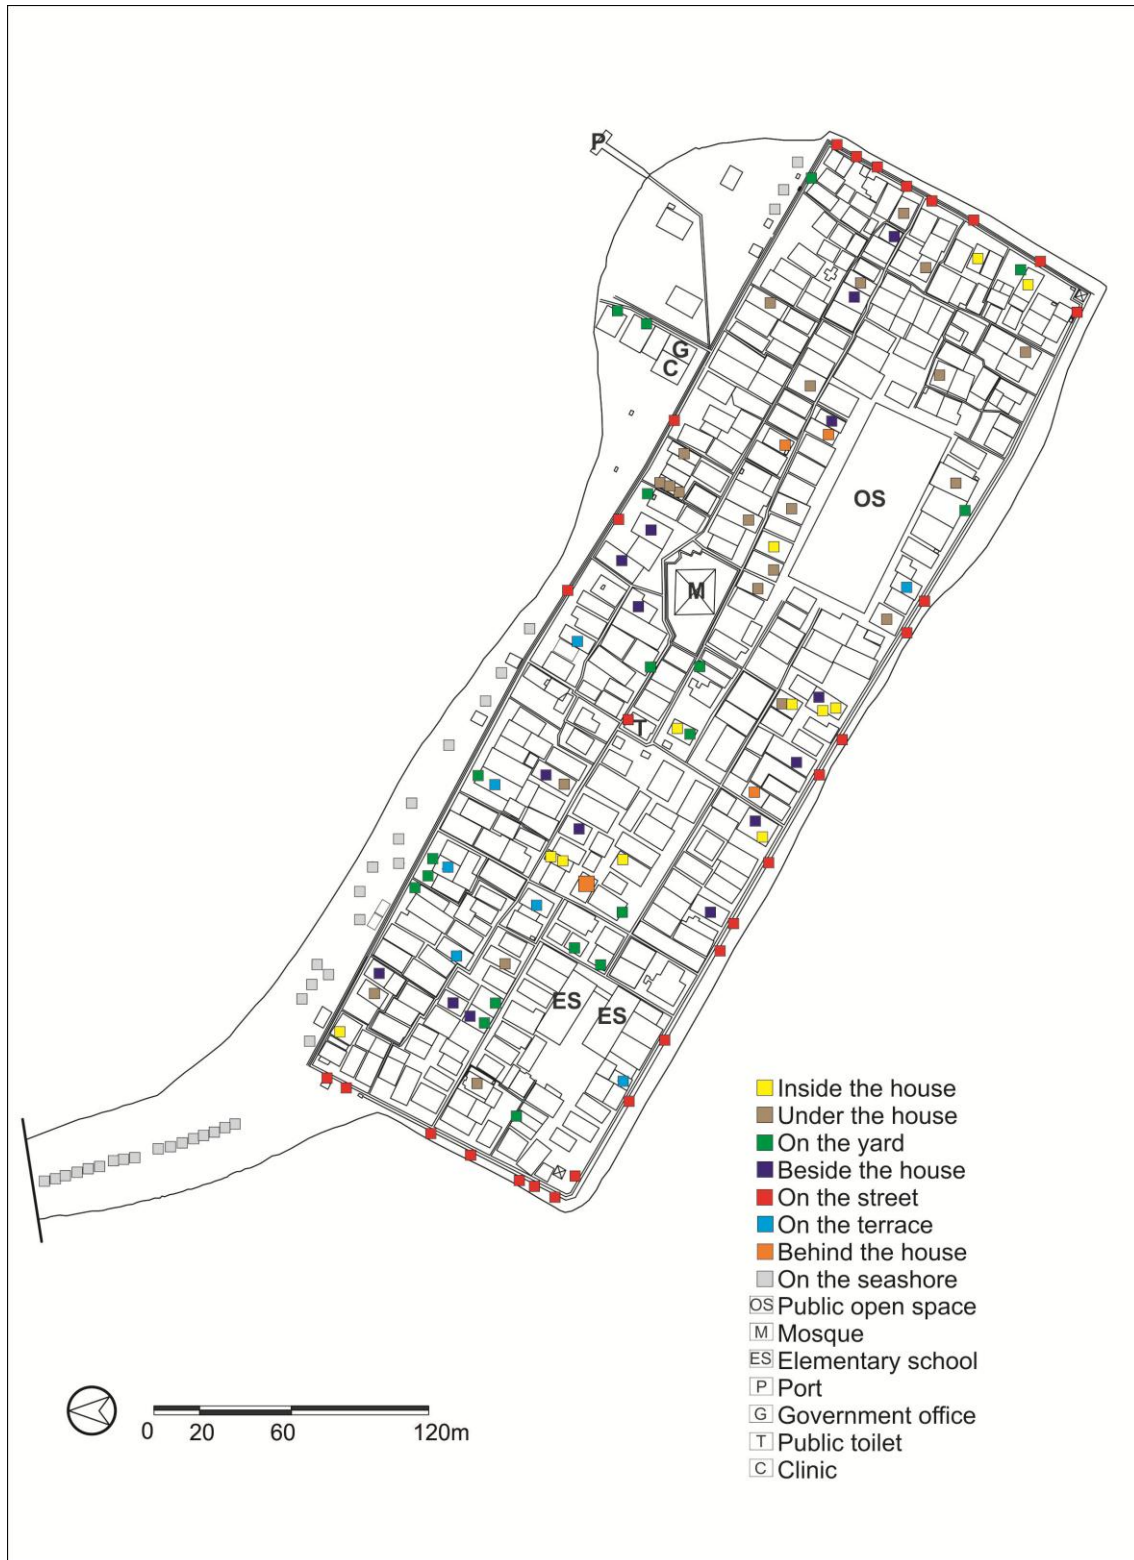 P
G
C
OS
M
T
ES
ES
Inside the house
Under the house
On the yard
Beside the house
On the street
On the terrace
Behind the house
On the seashore
OS Public open space
M Mosque
ES Elementary school
P Port
G Government office
T Public toilet
C Clinic
0 20 60 120m